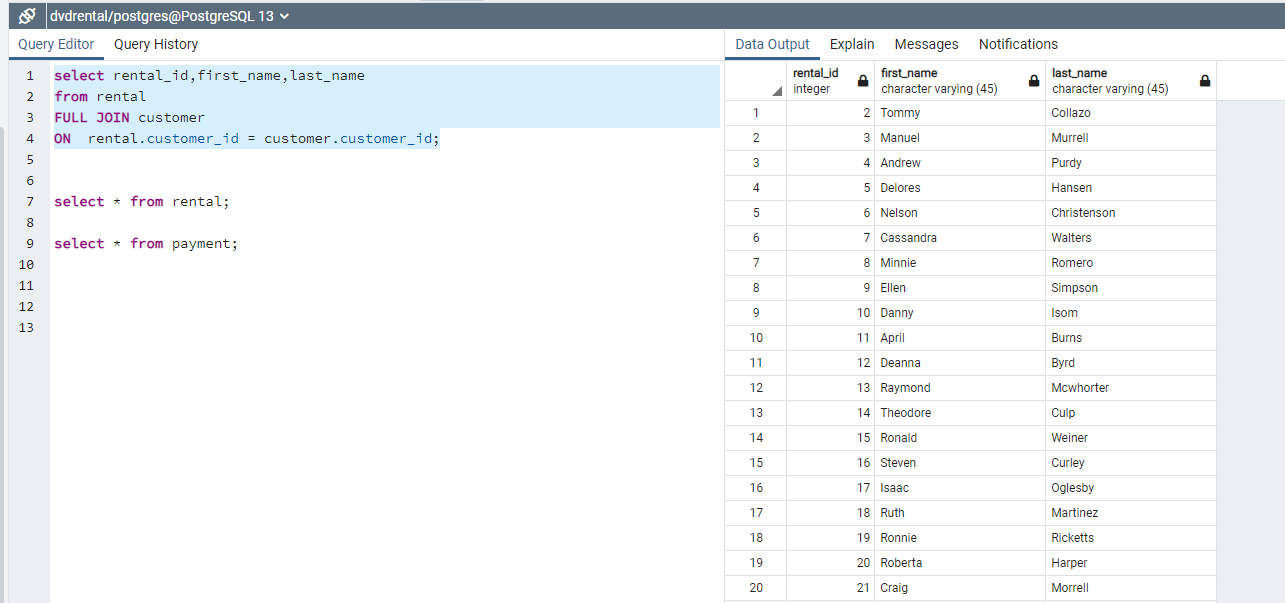 dvdrental/postgres@PostgreSQL 13
Query Editor Query History
1 select rental_id,first_name,last_name
2 from rental
3 FULL JOIN customer
4 ON  rental.customer_id = customer.customer_id;
5
6
7 select * from rental;
8
9 select * from payment;
10
11
12
13
Data Output Explain Messages Notifications
rental_id first_name last_name
integer character varying (45) character varying (45)
1 2 Tommy Collazo
2 3 Manuel Murrell
3 4 Andrew Purdy
4 5 Delores Hansen
5 6 Nelson Christenson
6 7 Cassandra Walters
7 8 Minnie Romero
8 9 Ellen Simpson
9 10 Danny Isom
10 11 April Burns
11 12 Deanna Byrd
12 13 Raymond Mcwhorter
13 14 Theodore Culp
14 15 Ronald Weiner
15 16 Steven Curley
16 17 Isaac Oglesby
17 18 Ruth Martinez
18 19 Ronnie Ricketts
19 20 Roberta Harper
20 21 Craig Morrell